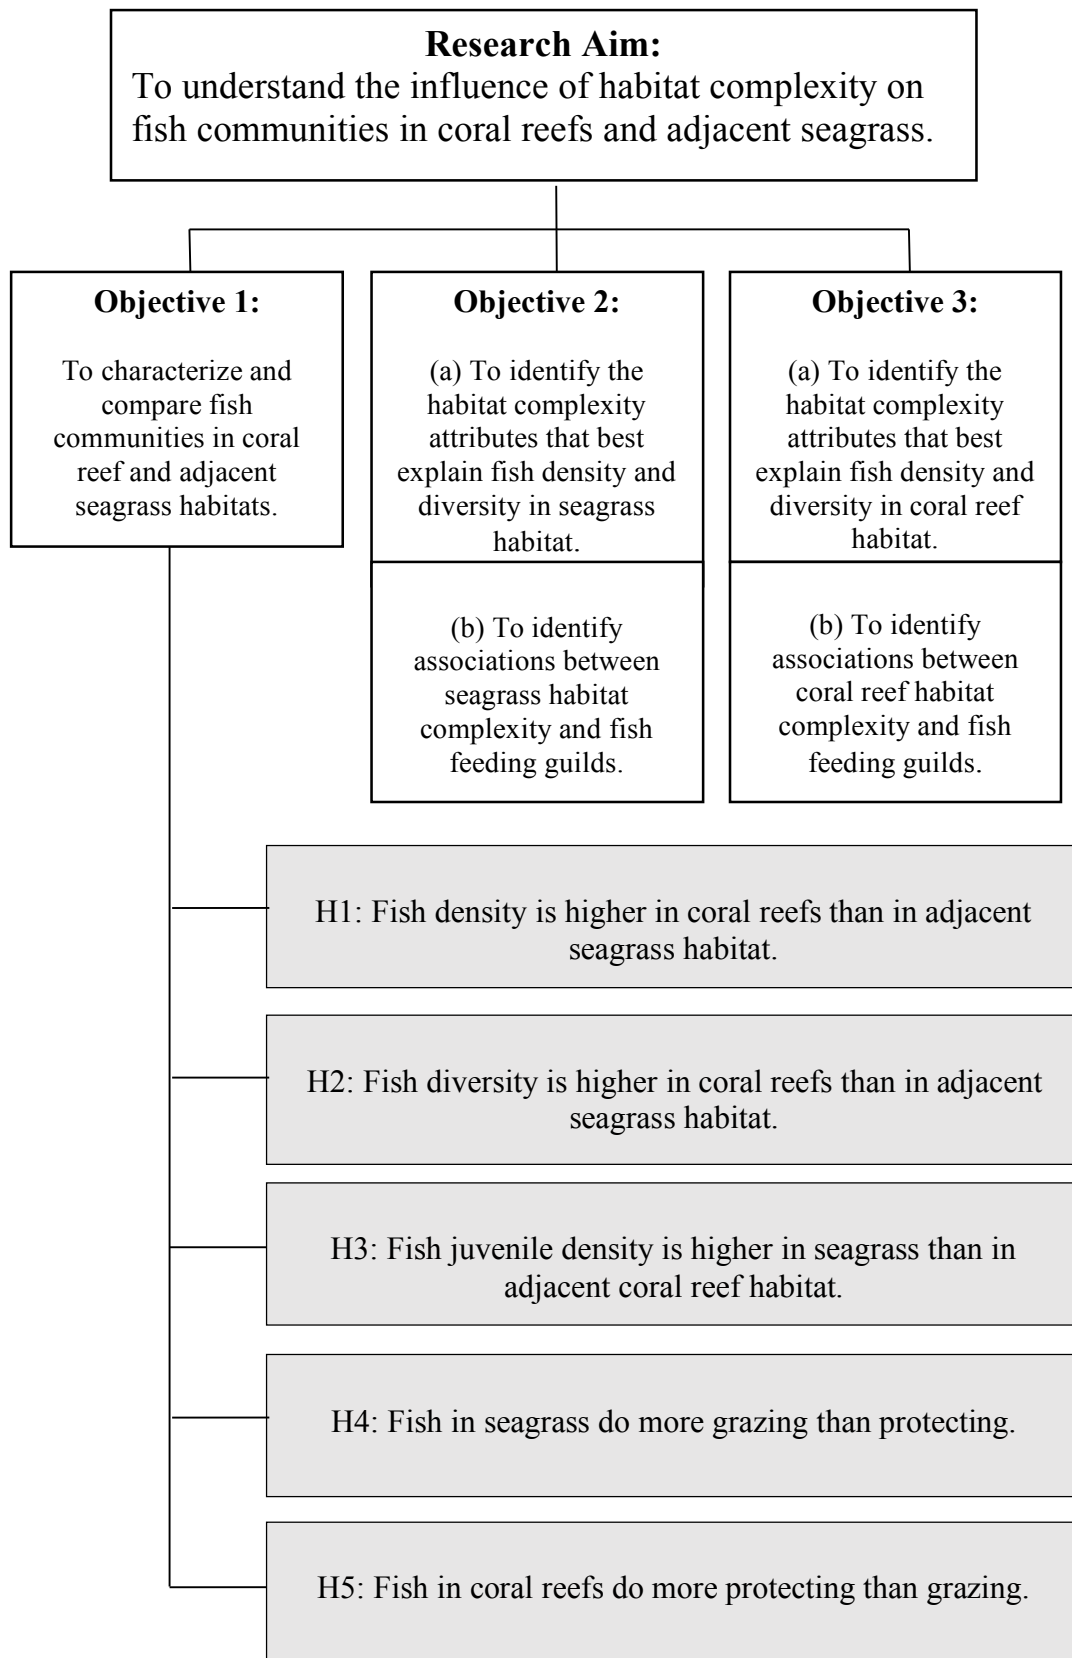 Research Aim:
To understand the influence of habitat complexity on
fish communities in coral reefs and adjacent seagrass.
Objective 1:
To characterize and
compare fish
communities in coral
reef and adjacent
seagrass habitats.
Objective 2:
(a) To identify the
habitat complexity
attributes that best
explain fish density and
diversity in seagrass
habitat.
(b) To identify
associations between
seagrass habitat
complexity and fish
feeding guilds.
Objective 3:
(a) To identify the
habitat complexity
attributes that best
explain fish density and
diversity in coral reef
habitat.
(b) To identify
associations between
coral reef habitat
complexity and fish
feeding guilds.
H1: Fish density is higher in coral reefs than in adjacent
seagrass habitat.
H2: Fish diversity is higher in coral reefs than in adjacent
seagrass habitat.
H3: Fish juvenile density is higher in seagrass than in
adjacent coral reef habitat.
H4: Fish in seagrass do more grazing than protecting.
H5: Fish in coral reefs do more protecting than grazing.